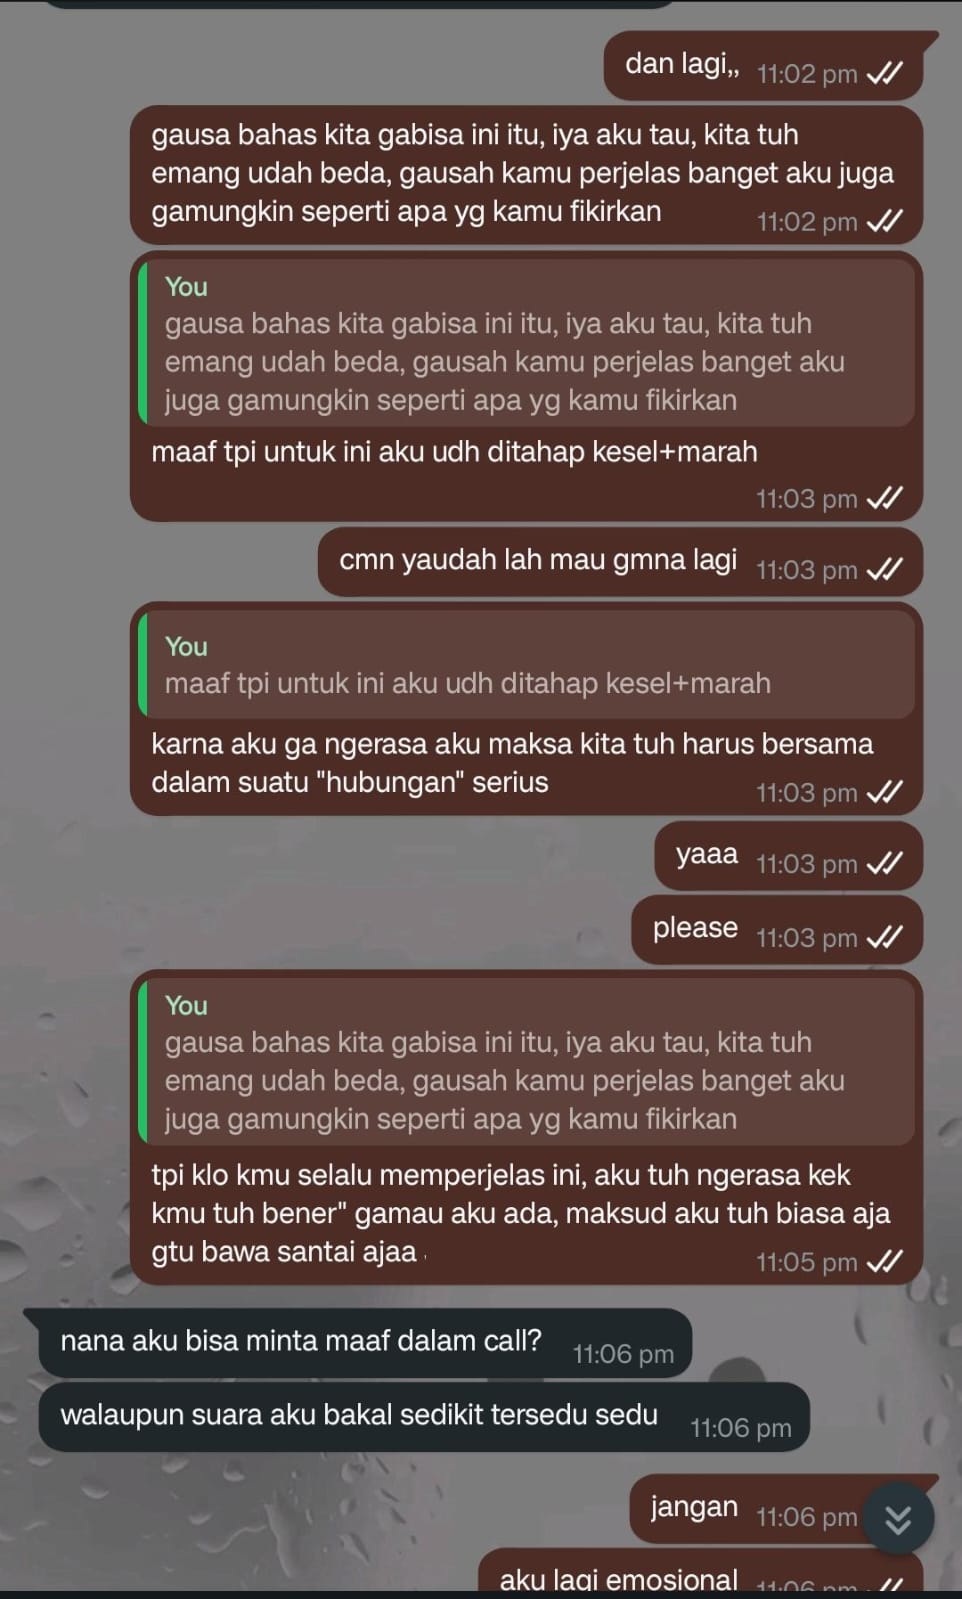 dan lagi,, 11:02 pm
gausa bahas kita gabisa ini itu, iya aku tau, kita tuh
emang udah beda, gausah kamu perjelas banget aku juga
gamungkin seperti apa yg kamu fikirkan 11:02 pm
You
gausa bahas kita gabisa ini itu, iya aku tau, kita tuh
emang udah beda, gausah kamu perjelas banget aku
juga gamungkin seperti apa yg kamu fikirkan
maaf tpi untuk ini aku udh ditahap kesel+marah
11:03 pm
cmn yaudah lah mau gmna lagi 11:03 pm
You
maaf tpi untuk ini aku udh ditahap kesel+marah
karna aku ga ngerasa aku maksa kita tuh harus bersama
dalam suatu "hubungan" serius 11:03 pm
yaaa 11:03 pm
please 11:03 pm
You
gausa bahas kita gabisa ini itu, iya aku tau, kita tuh
emang udah beda, gausah kamu perjelas banget aku
juga gamungkin seperti apa yg kamu fikirkan
tpi klo kmu selalu memperjelas ini, aku tuh ngerasa kek
kmu tuh bener" gamau aku ada, maksud aku tuh biasa aja
gtu bawa santai ajaa . 11:05 pm
nana aku bisa minta maaf dalam call? 11:06 pm
walaupun suara aku bakal sedikit tersedu sedu 11:06 pm
jangan 11:06 pm
aku lagi emosional 11:06 pm